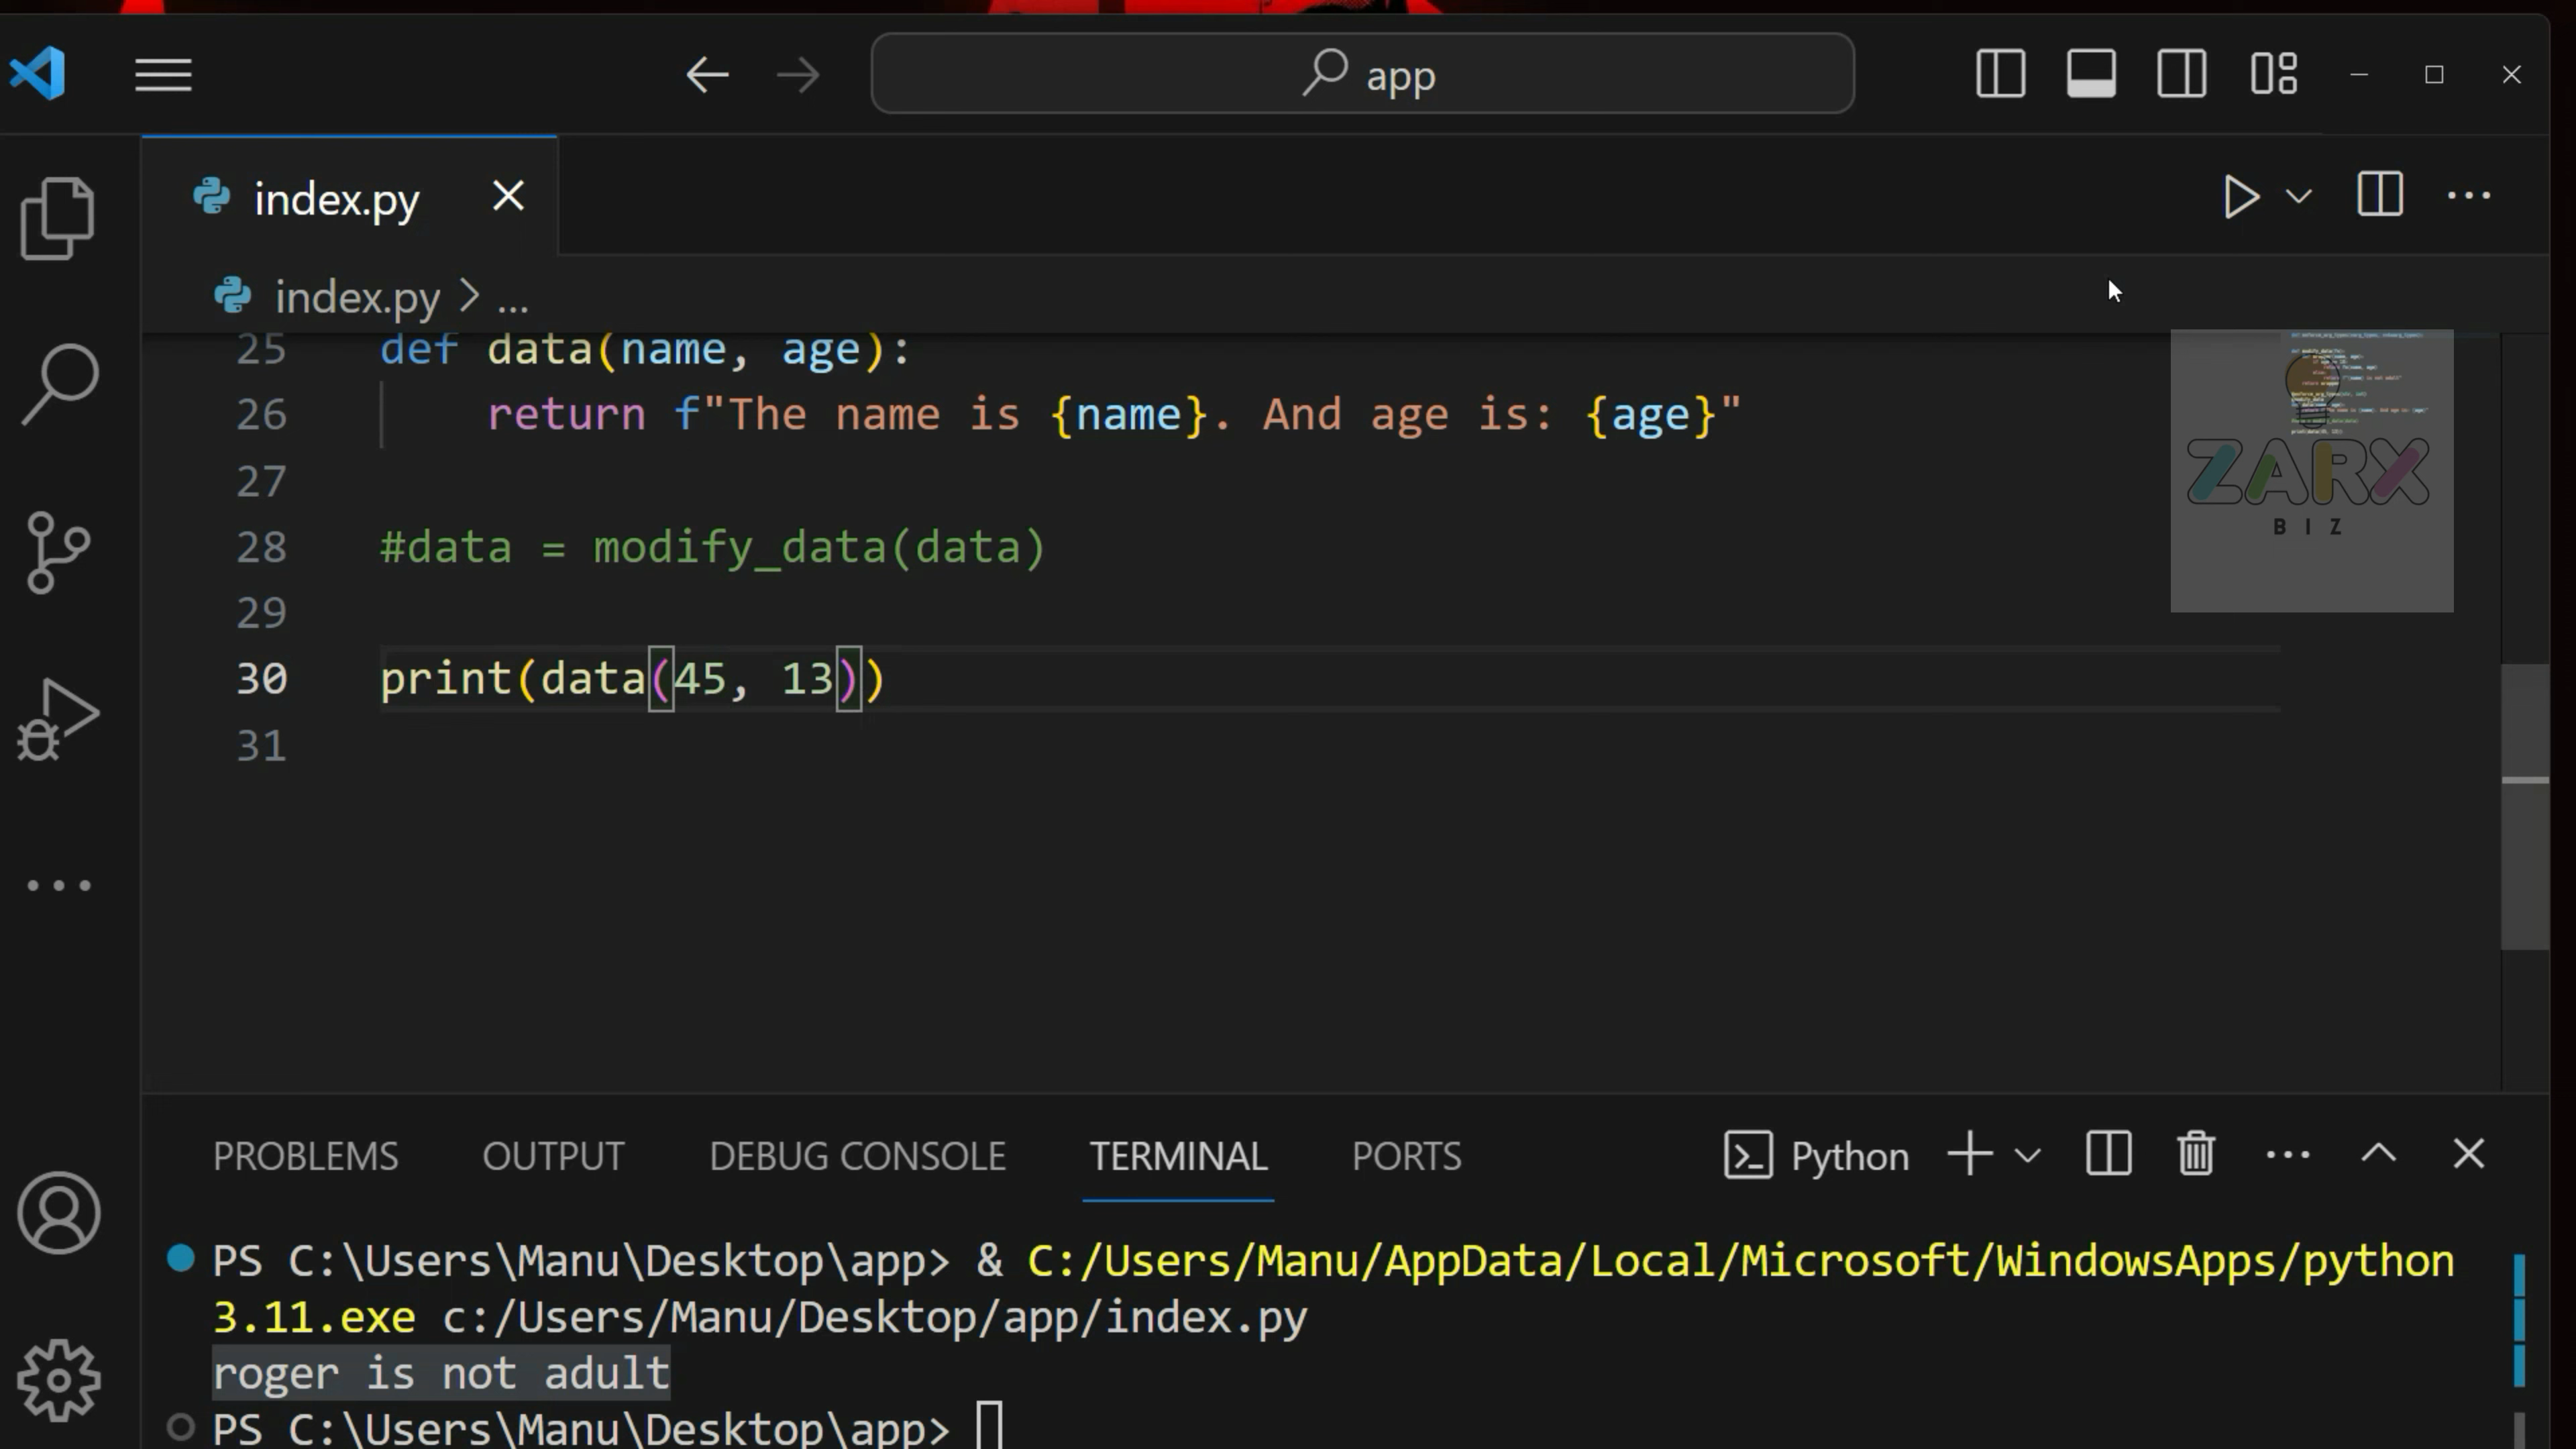 app
index.py
index.py > ...
25 def data(name, age):
26 return f"The name is {name}. And age is: {age}"
27
28 #data = modify_data(data)
29
30 print(data(45, 13))
31
ZARX
BIZ
PROBLEMS OUTPUT DEBUG CONSOLE TERMINAL PORTS Python
PS C:\Users\Manu\Desktop\app> & C:/Users/Manu/AppData/Local/Microsoft/WindowsApps/python
3.11.exe c:/Users/Manu/Desktop/app/index.py
roger is not adult
PS C:\Users\Manu\Desktop\app>